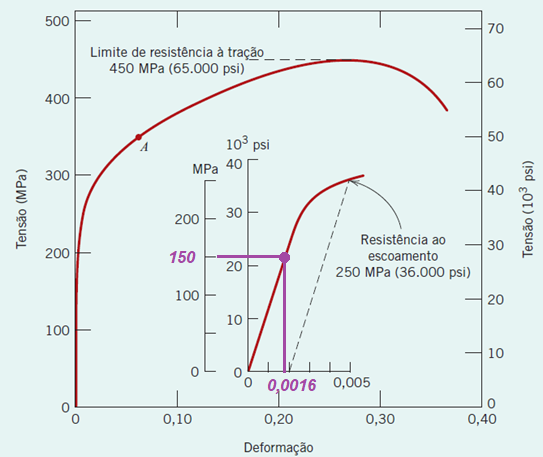 500
400
300
200
100
0
Tensão (MPa)
70
60
50
40
30
20
10
0
Tensão (10³ psi)
Limite de resistência à tração
450 MPa (65.000 psi)
A
10³ psi
MPa
40
30
20
10
0
200
150
100
0
Resistência ao
escoamento
250 MPa (36.000 psi)
0
0,0016
0,005
0
0,10
0,20
0,30
0,40
Deformação